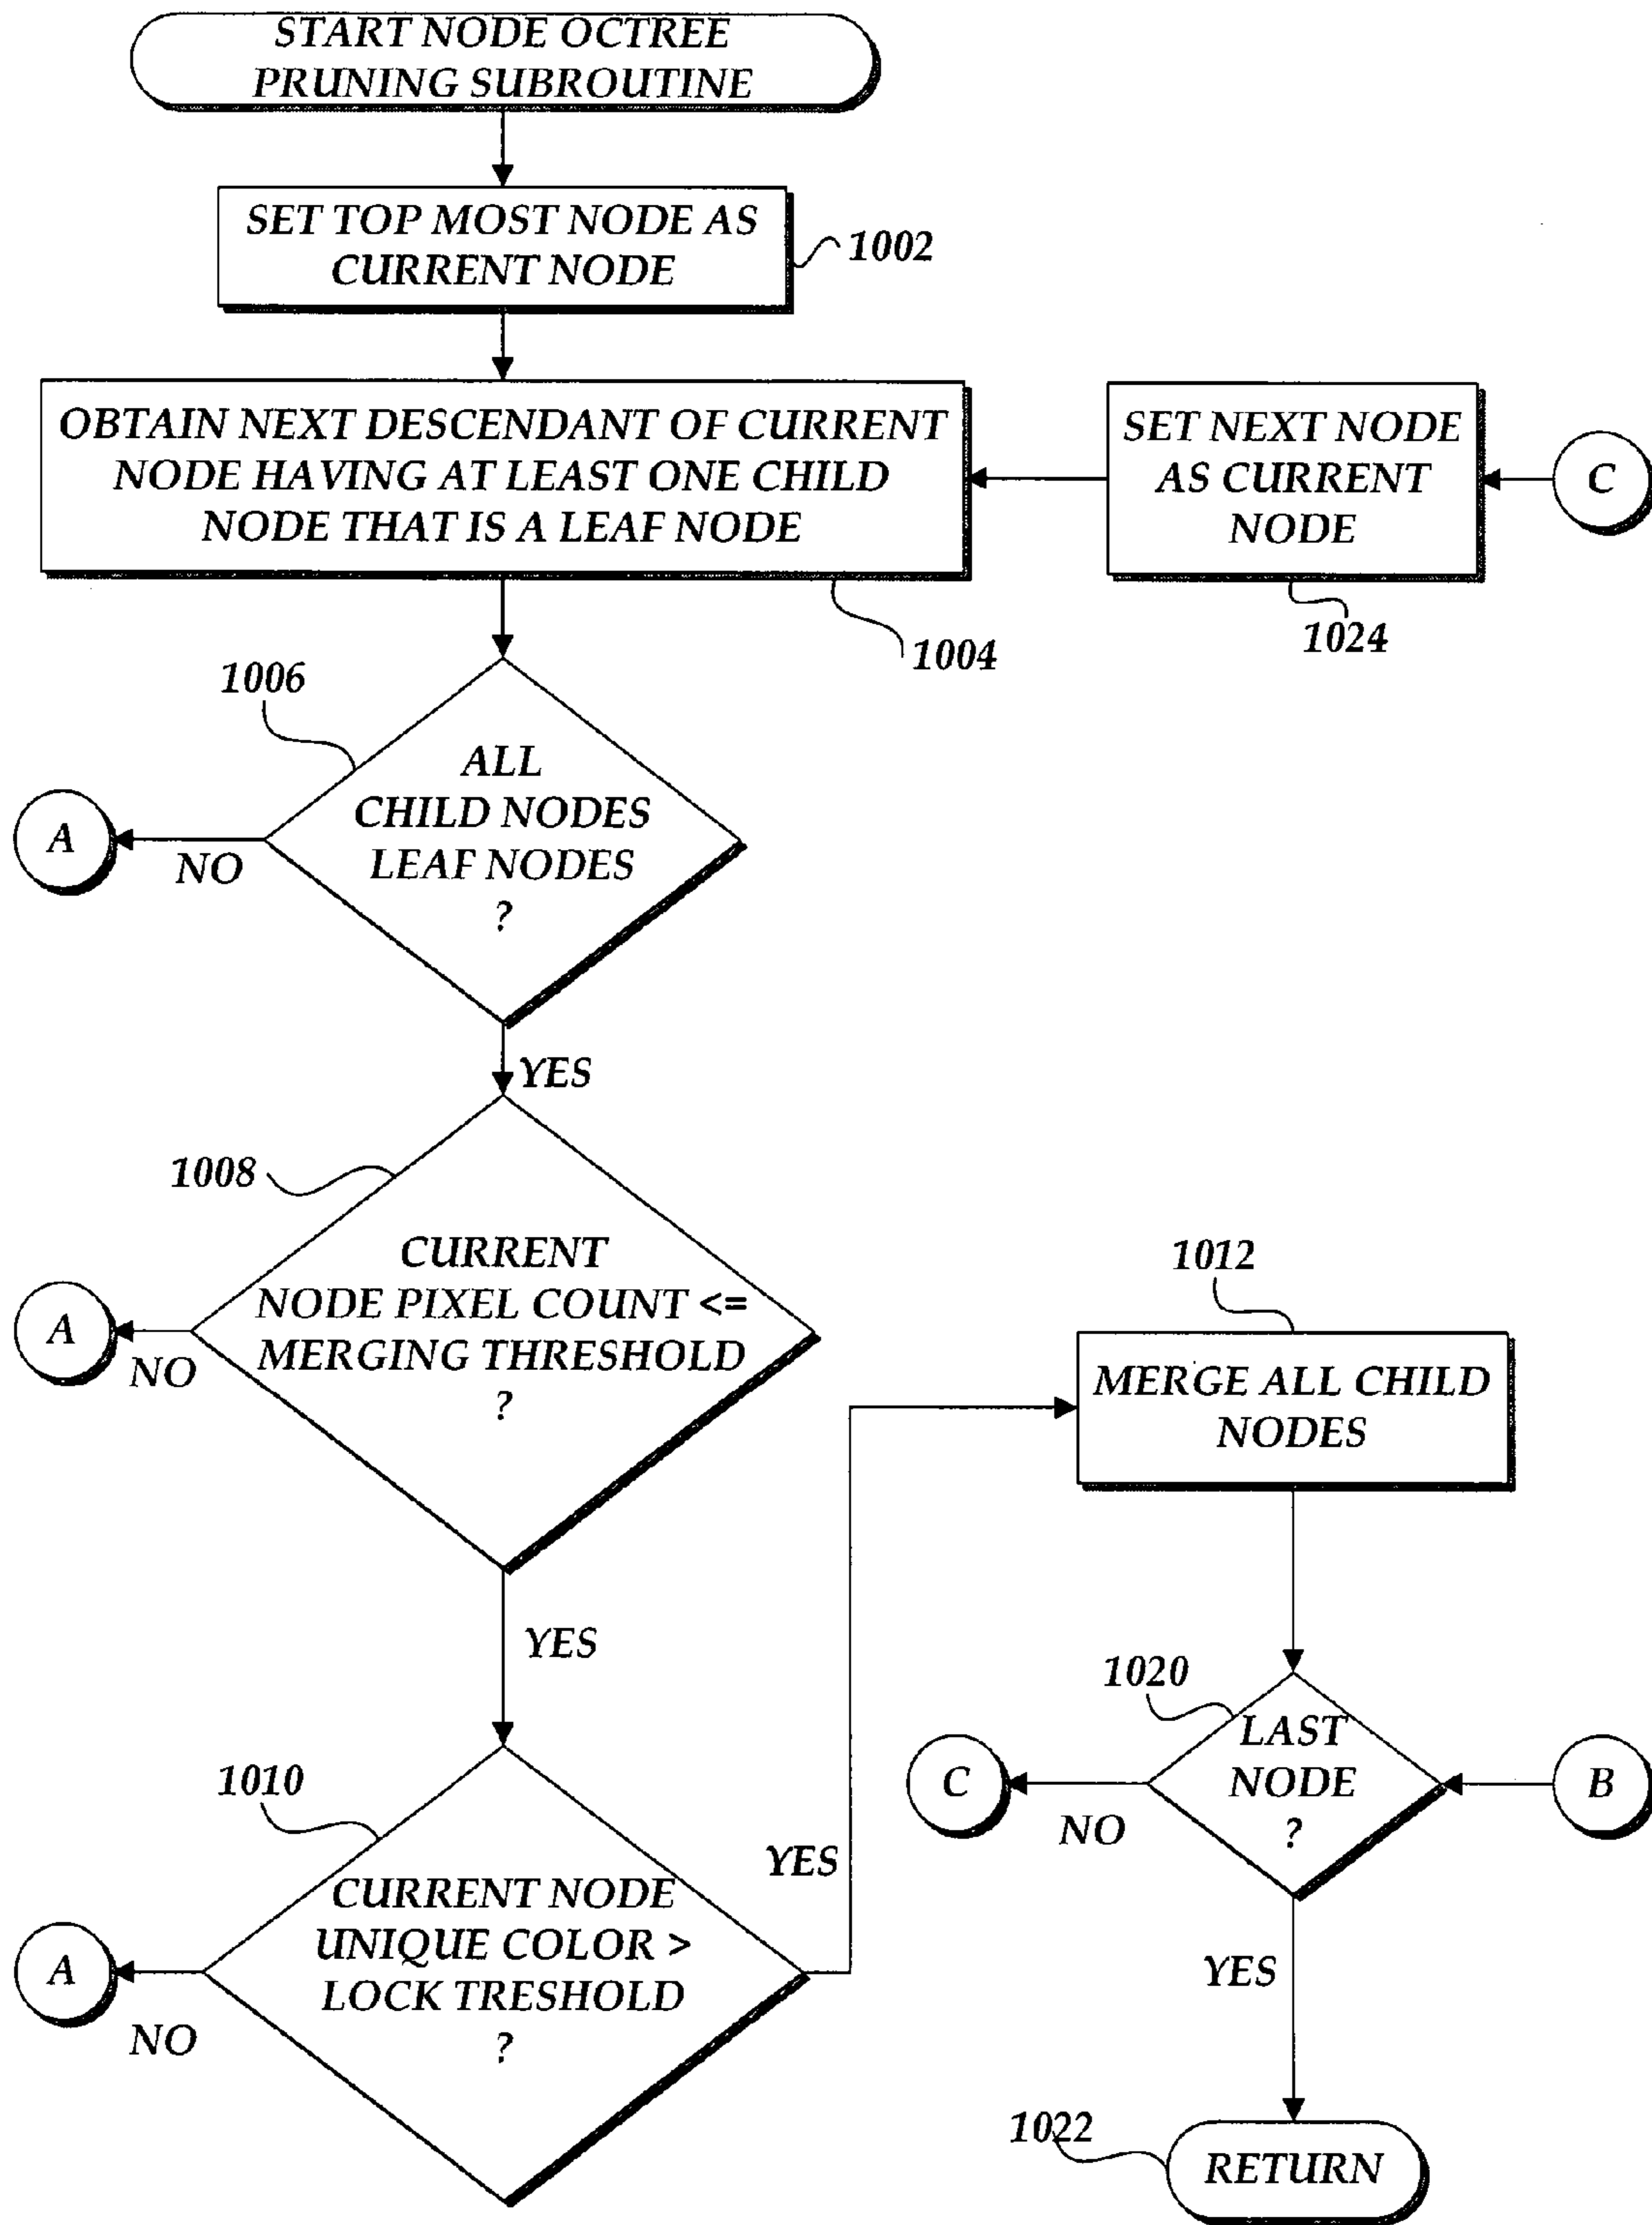 START NODE OCTREE
PRUNING SUBROUTINE
SET TOP MOST NODE AS
CURRENT NODE
1002
OBTAIN NEXT DESCENDANT OF CURRENT
NODE HAVING AT LEAST ONE CHILD
NODE THAT IS A LEAF NODE
1004
SET NEXT NODE
AS CURRENT
NODE
1024
C
1006
ALL
CHILD NODES
LEAF NODES
?
A
NO
YES
1008
CURRENT
NODE PIXEL COUNT <=
MERGING THRESHOLD
?
A
NO
YES
1010
CURRENT NODE
UNIQUE COLOR >
LOCK TRESHOLD
?
A
NO
YES
1012
MERGE ALL CHILD
NODES
1020
LAST
NODE
?
C
NO
B
YES
1022
RETURN